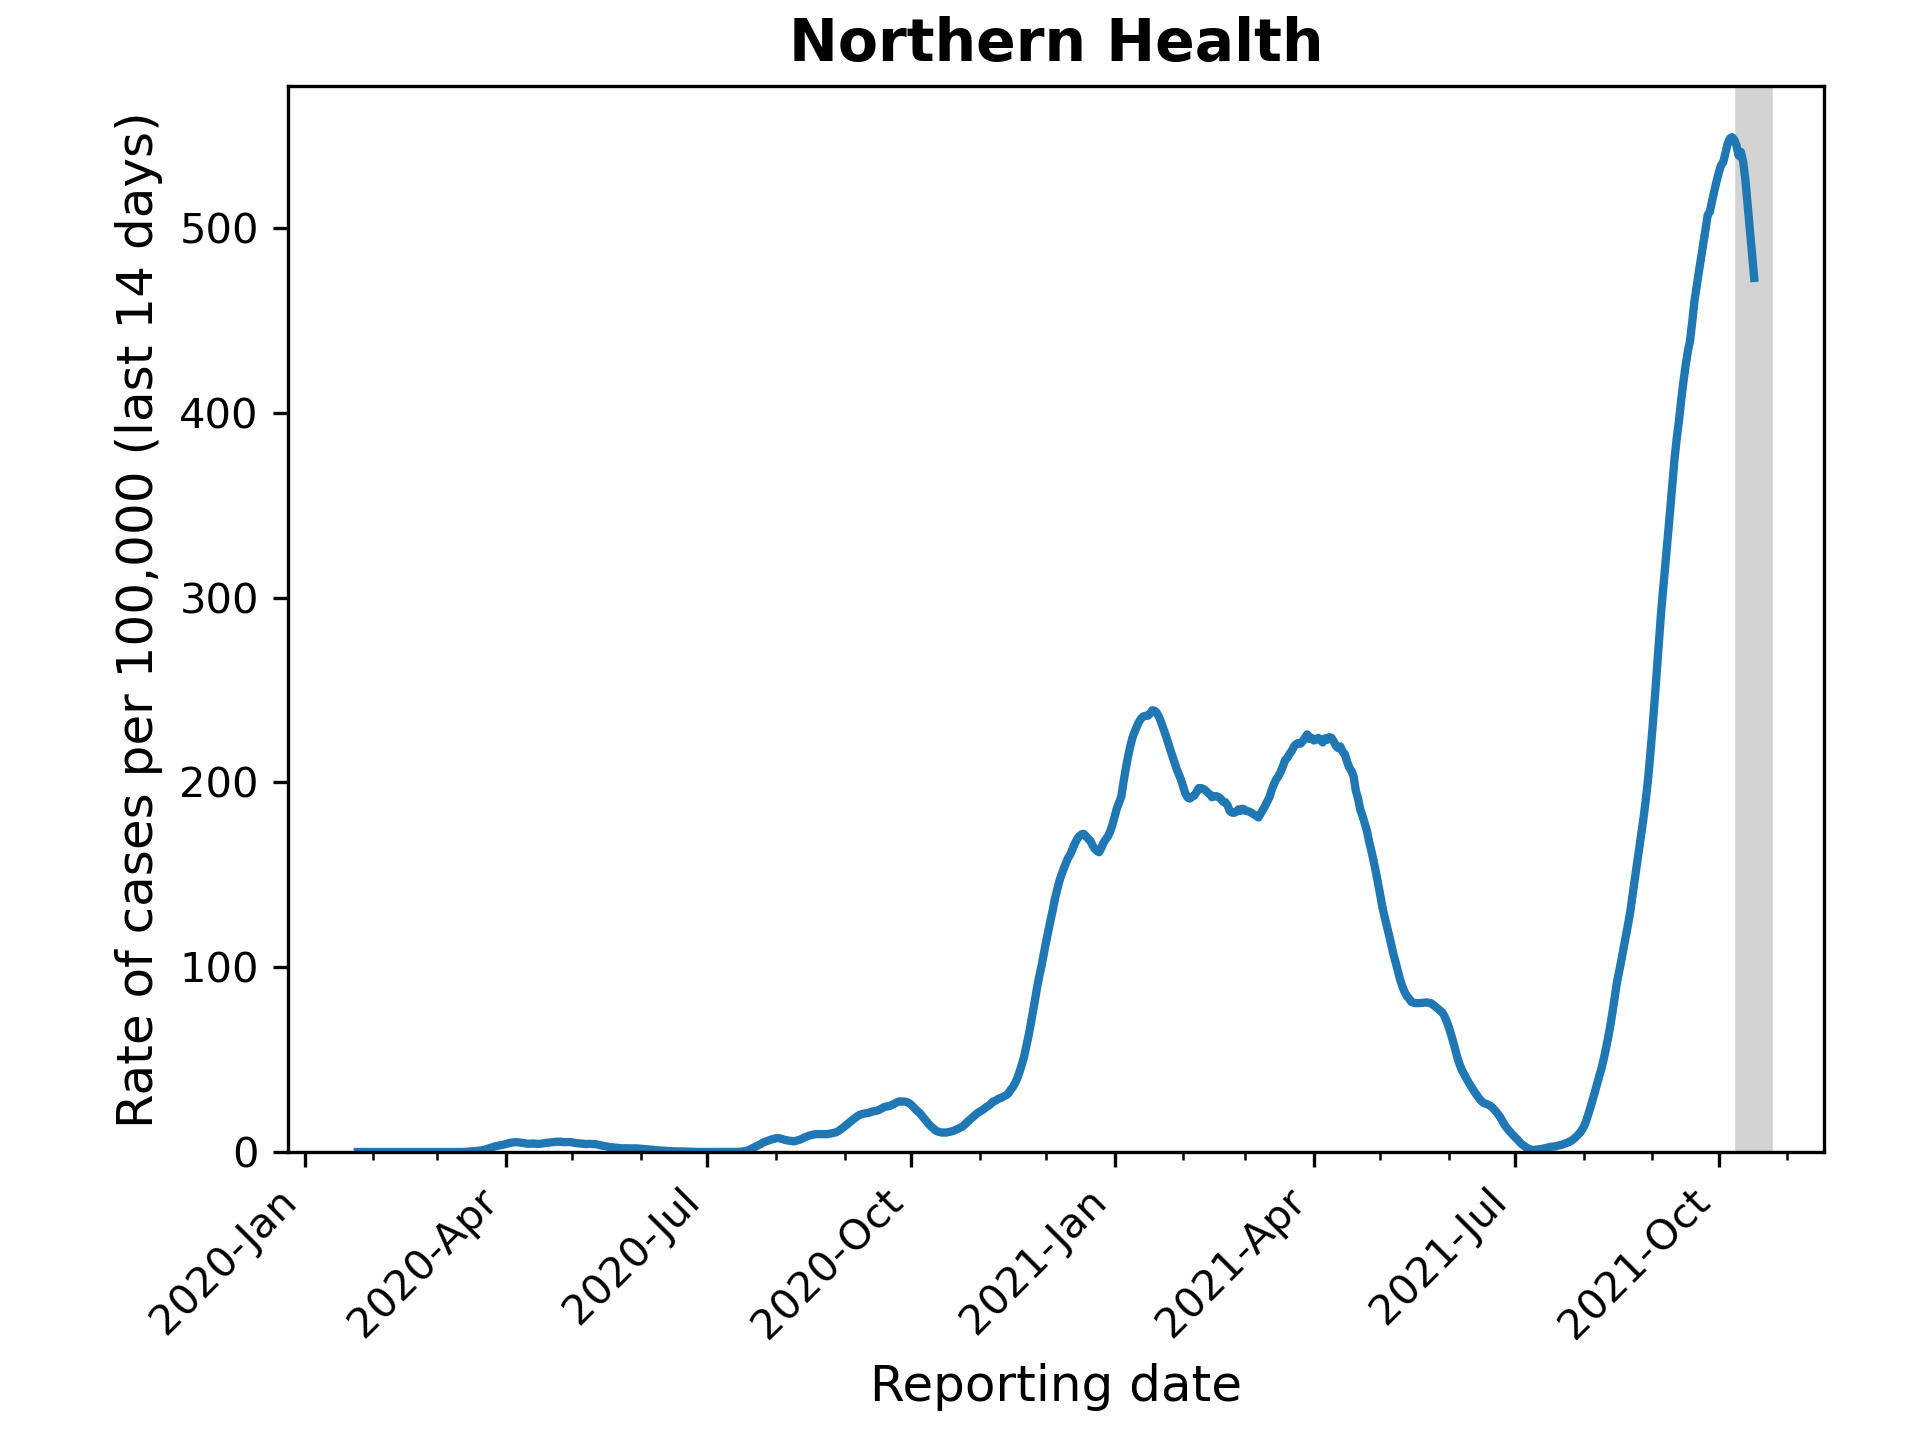 Northern Health
Rate of cases per 100,000 (last 14 days)
500
400
300
200
100
0
2020-Jan
2020-Apr
2020-Jul
2020-Oct
2021-Jan
2021-Apr
2021-Jul
2021-Oct
Reporting date